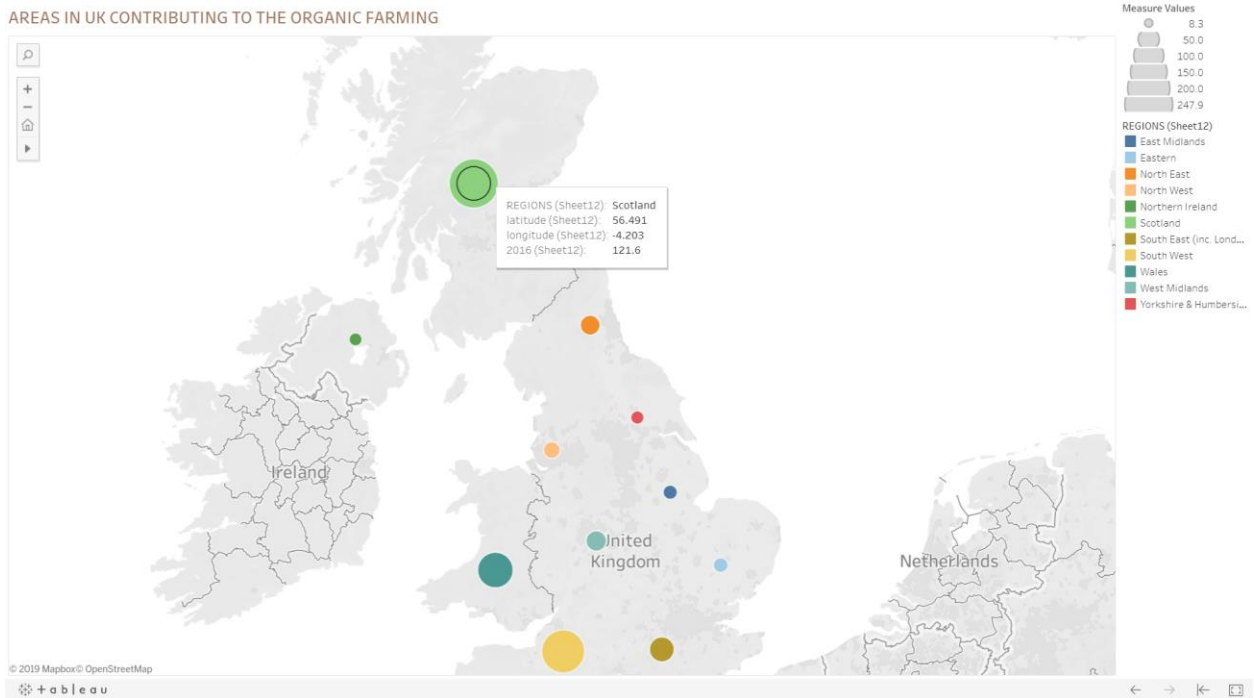 AREAS IN UK CONTRIBUTING TO THE ORGANIC FARMING
Measure Values
8.3
50.0
100.0
150.0
200.0
247.9
REGIONS (Sheet12)
East Midlands
Eastern
North East
North West
Northern Ireland
Scotland
South East (inc. Lond...
South West
Wales
West Midlands
Yorkshire & Humbersi...
REGIONS (Sheet12): Scotland
latitude (Sheet12): 56.491
longitude (Sheet12): -4.203
2016 (Sheet12): 121.6
Ireland
United
Kingdom
Netherlands
© 2019 Mapbox© OpenStreetMap
+ableau